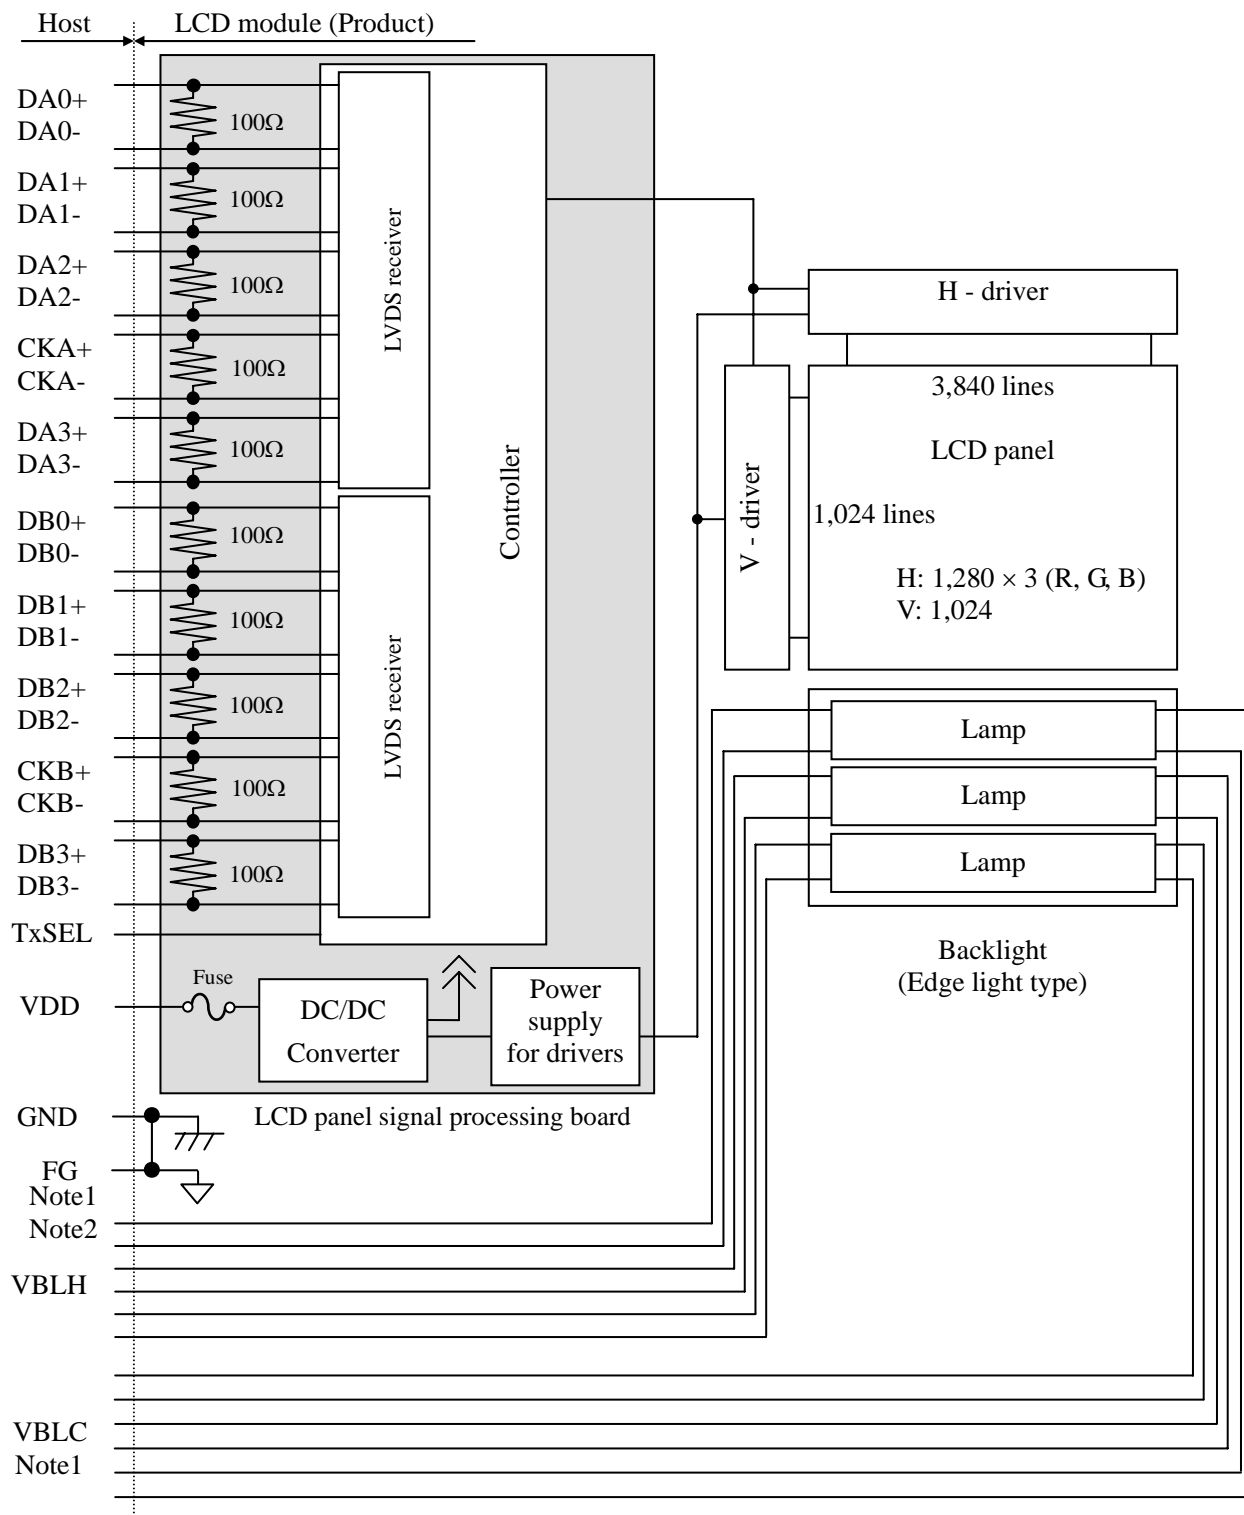 Host
LCD module (Product)
DA0+
DA0-
100Ω
DA1+
DA1-
100Ω
DA2+
DA2-
100Ω
CKA+
CKA-
100Ω
DA3+
DA3-
100Ω
LVDS receiver
DB0+
DB0-
100Ω
DB1+
DB1-
100Ω
DB2+
DB2-
100Ω
CKB+
CKB-
100Ω
DB3+
DB3-
100Ω
LVDS receiver
Controller
TxSEL
VDD
Fuse
DC/DC
Converter
Power
supply
for drivers
LCD panel signal processing board
H - driver
V - driver
3,840 lines
LCD panel
1,024 lines
H: 1,280 × 3 (R, G, B)
V: 1,024
Lamp
Lamp
Lamp
Backlight
(Edge light type)
GND
FG
Note1
Note2
VBLH
VBLC
Note1